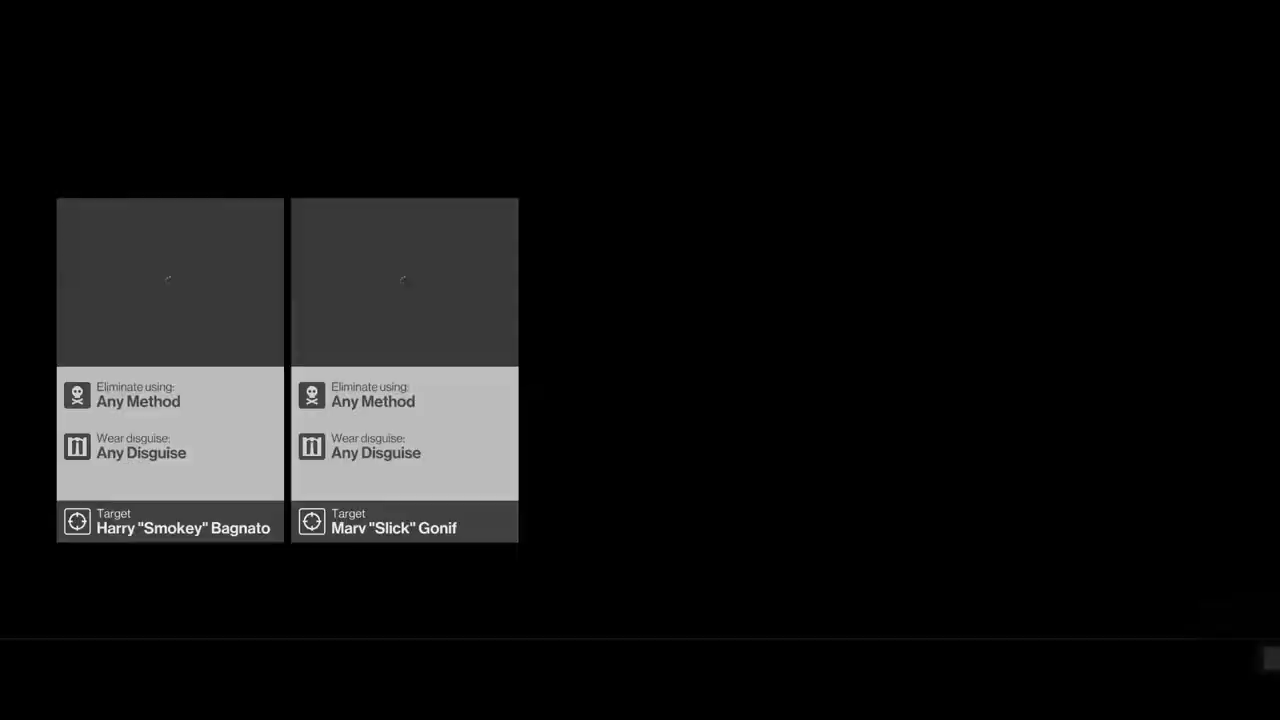 Eliminate using:
Any Method
Wear disguise:
Any Disguise
Target
Harry "Smokey" Bagnato
Eliminate using:
Any Method
Wear disguise:
Any Disguise
Target
Marv "Slick" Gonif